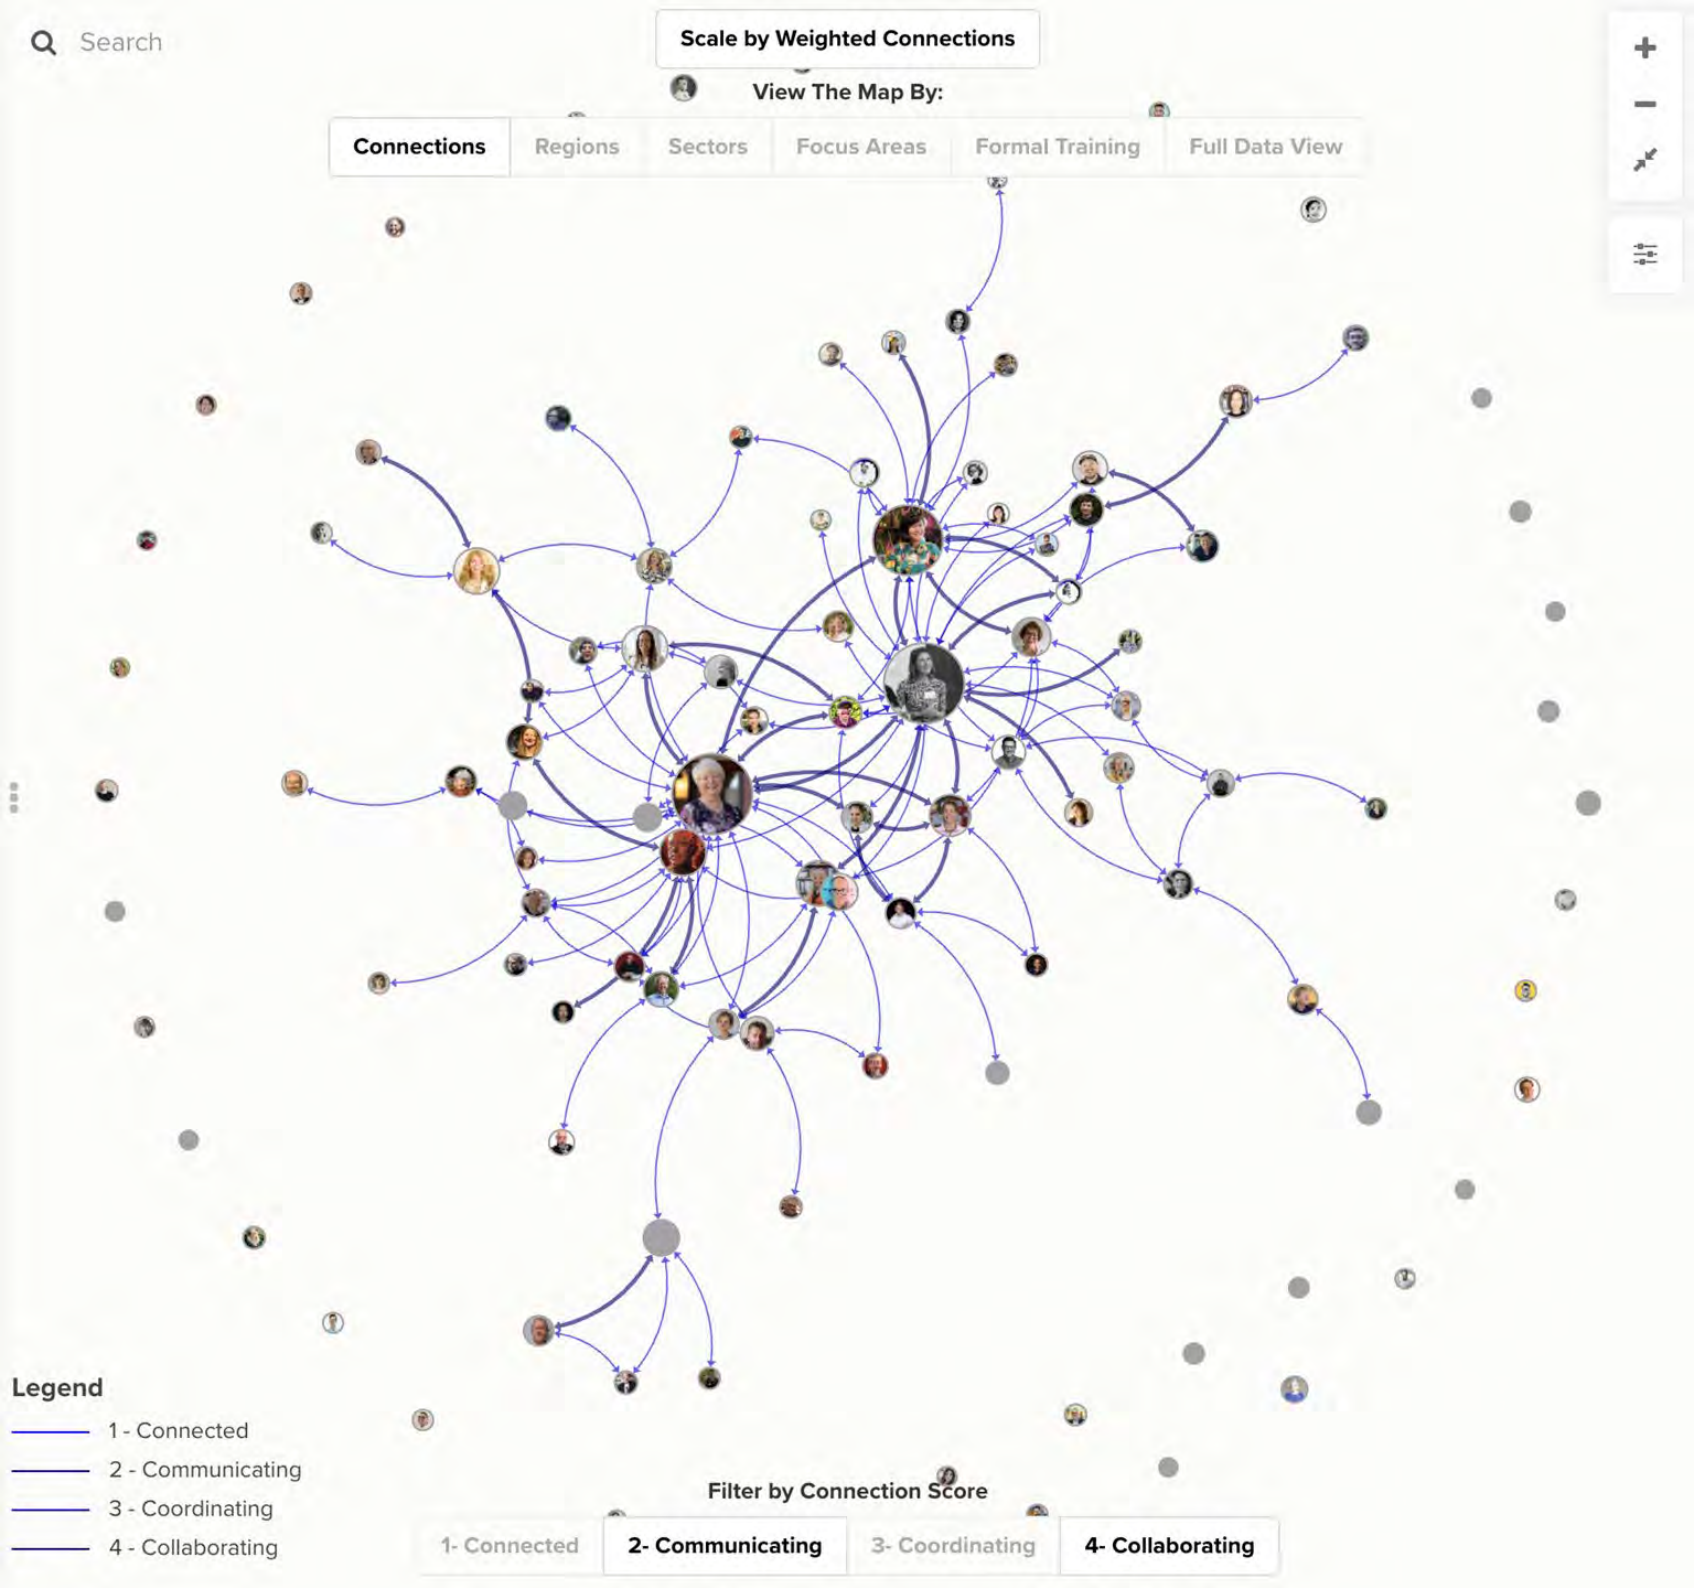 Search
Scale by Weighted Connections
View The Map By:
Connections
Regions
Sectors
Focus Areas
Formal Training
Full Data View
Legend
1 - Connected
2 - Communicating
3 - Coordinating
4 - Collaborating
Filter by Connection Score
1- Connected
2- Communicating
3- Coordinating
4- Collaborating